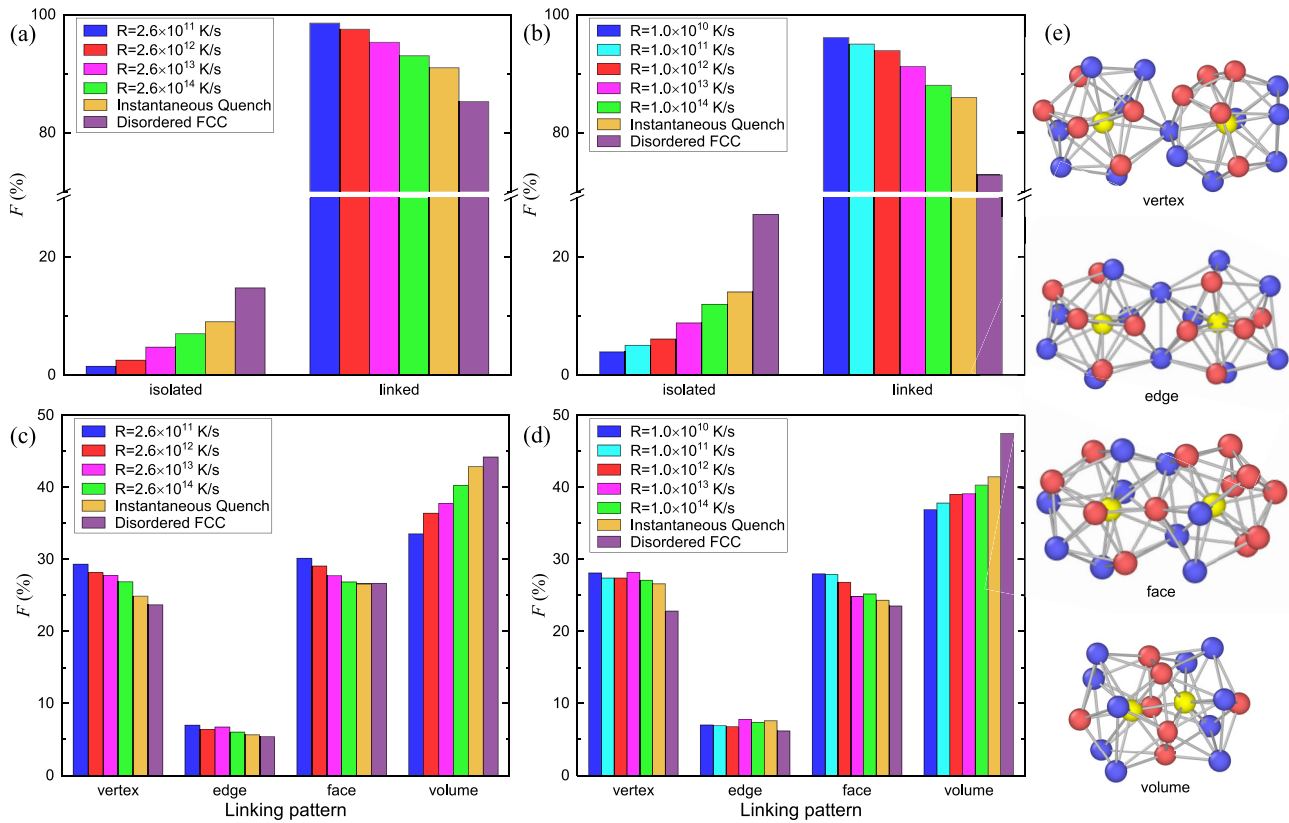 (a)
100
80
20
0
F (%)
R=2.6×10¹¹ K/s
R=2.6×10¹² K/s
R=2.6×10¹³ K/s
R=2.6×10¹⁴ K/s
Instantaneous Quench
Disordered FCC
isolated linked
(b)
100
80
20
0
F (%)
R=1.0×10¹⁰ K/s
R=1.0×10¹¹ K/s
R=1.0×10¹² K/s
R=1.0×10¹³ K/s
R=1.0×10¹⁴ K/s
Instantaneous Quench
Disordered FCC
isolated linked
(c)
50
40
30
20
10
0
F (%)
R=2.6×10¹¹ K/s
R=2.6×10¹² K/s
R=2.6×10¹³ K/s
R=2.6×10¹⁴ K/s
Instantaneous Quench
Disordered FCC
vertex edge face volume
Linking pattern
(d)
50
40
30
20
10
0
F (%)
R=1.0×10¹⁰ K/s
R=1.0×10¹¹ K/s
R=1.0×10¹² K/s
R=1.0×10¹³ K/s
R=1.0×10¹⁴ K/s
Instantaneous Quench
Disordered FCC
vertex edge face volume
Linking pattern
(e)
vertex
edge
face
volume